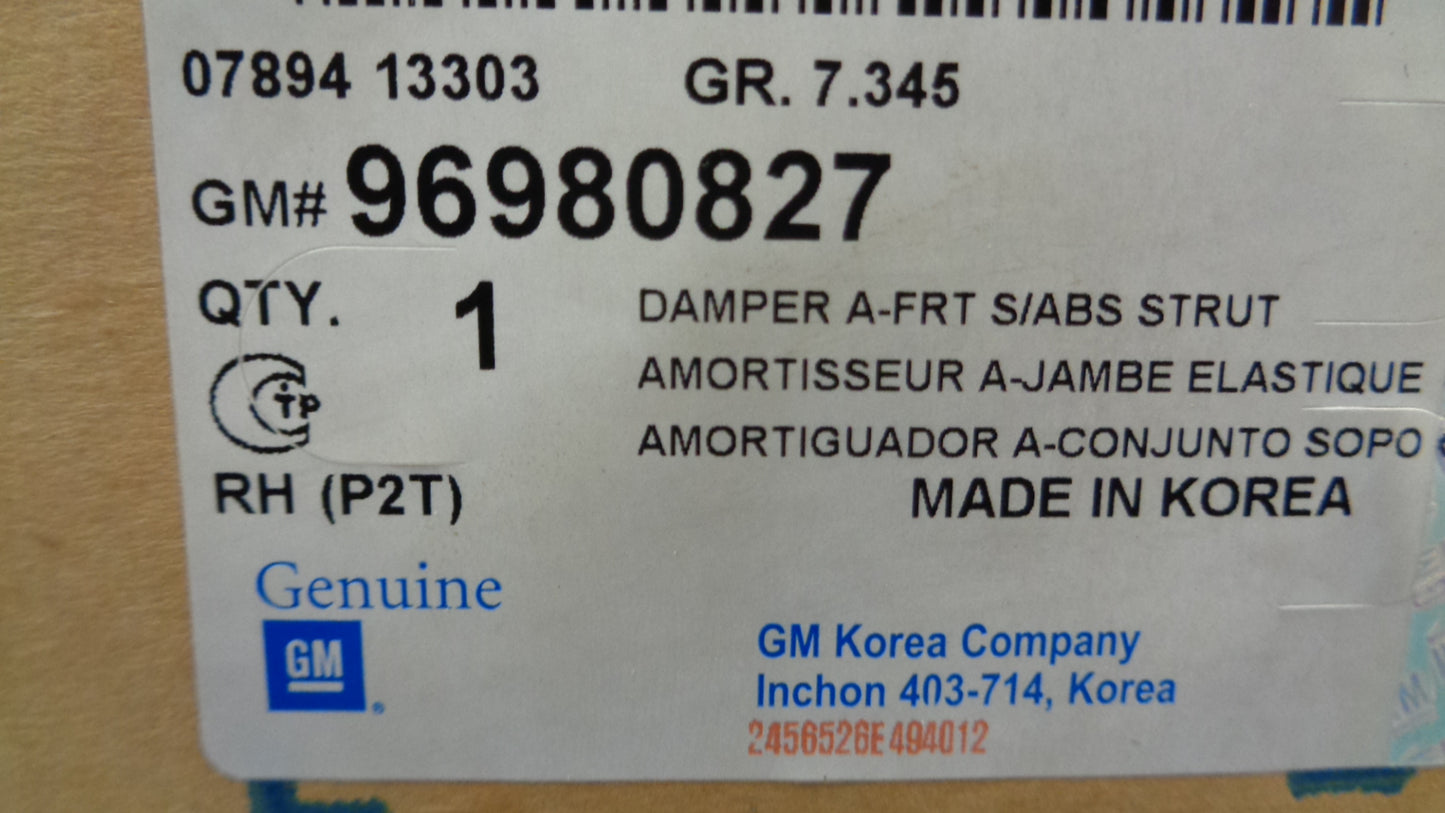 07894 13303 GR. 7.345
GM# 96980827
QTY. 1
DAMPER A-FRT S/ABS STRUT
AMORTISSEUR A-JAMBE ELASTIQUE
AMORTIGUADOR A-CONJUNTO SOPO
RH (P2T)
MADE IN KOREA
Genuine
GM
GM Korea Company
Inchon 403-714, Korea
2456526E494012